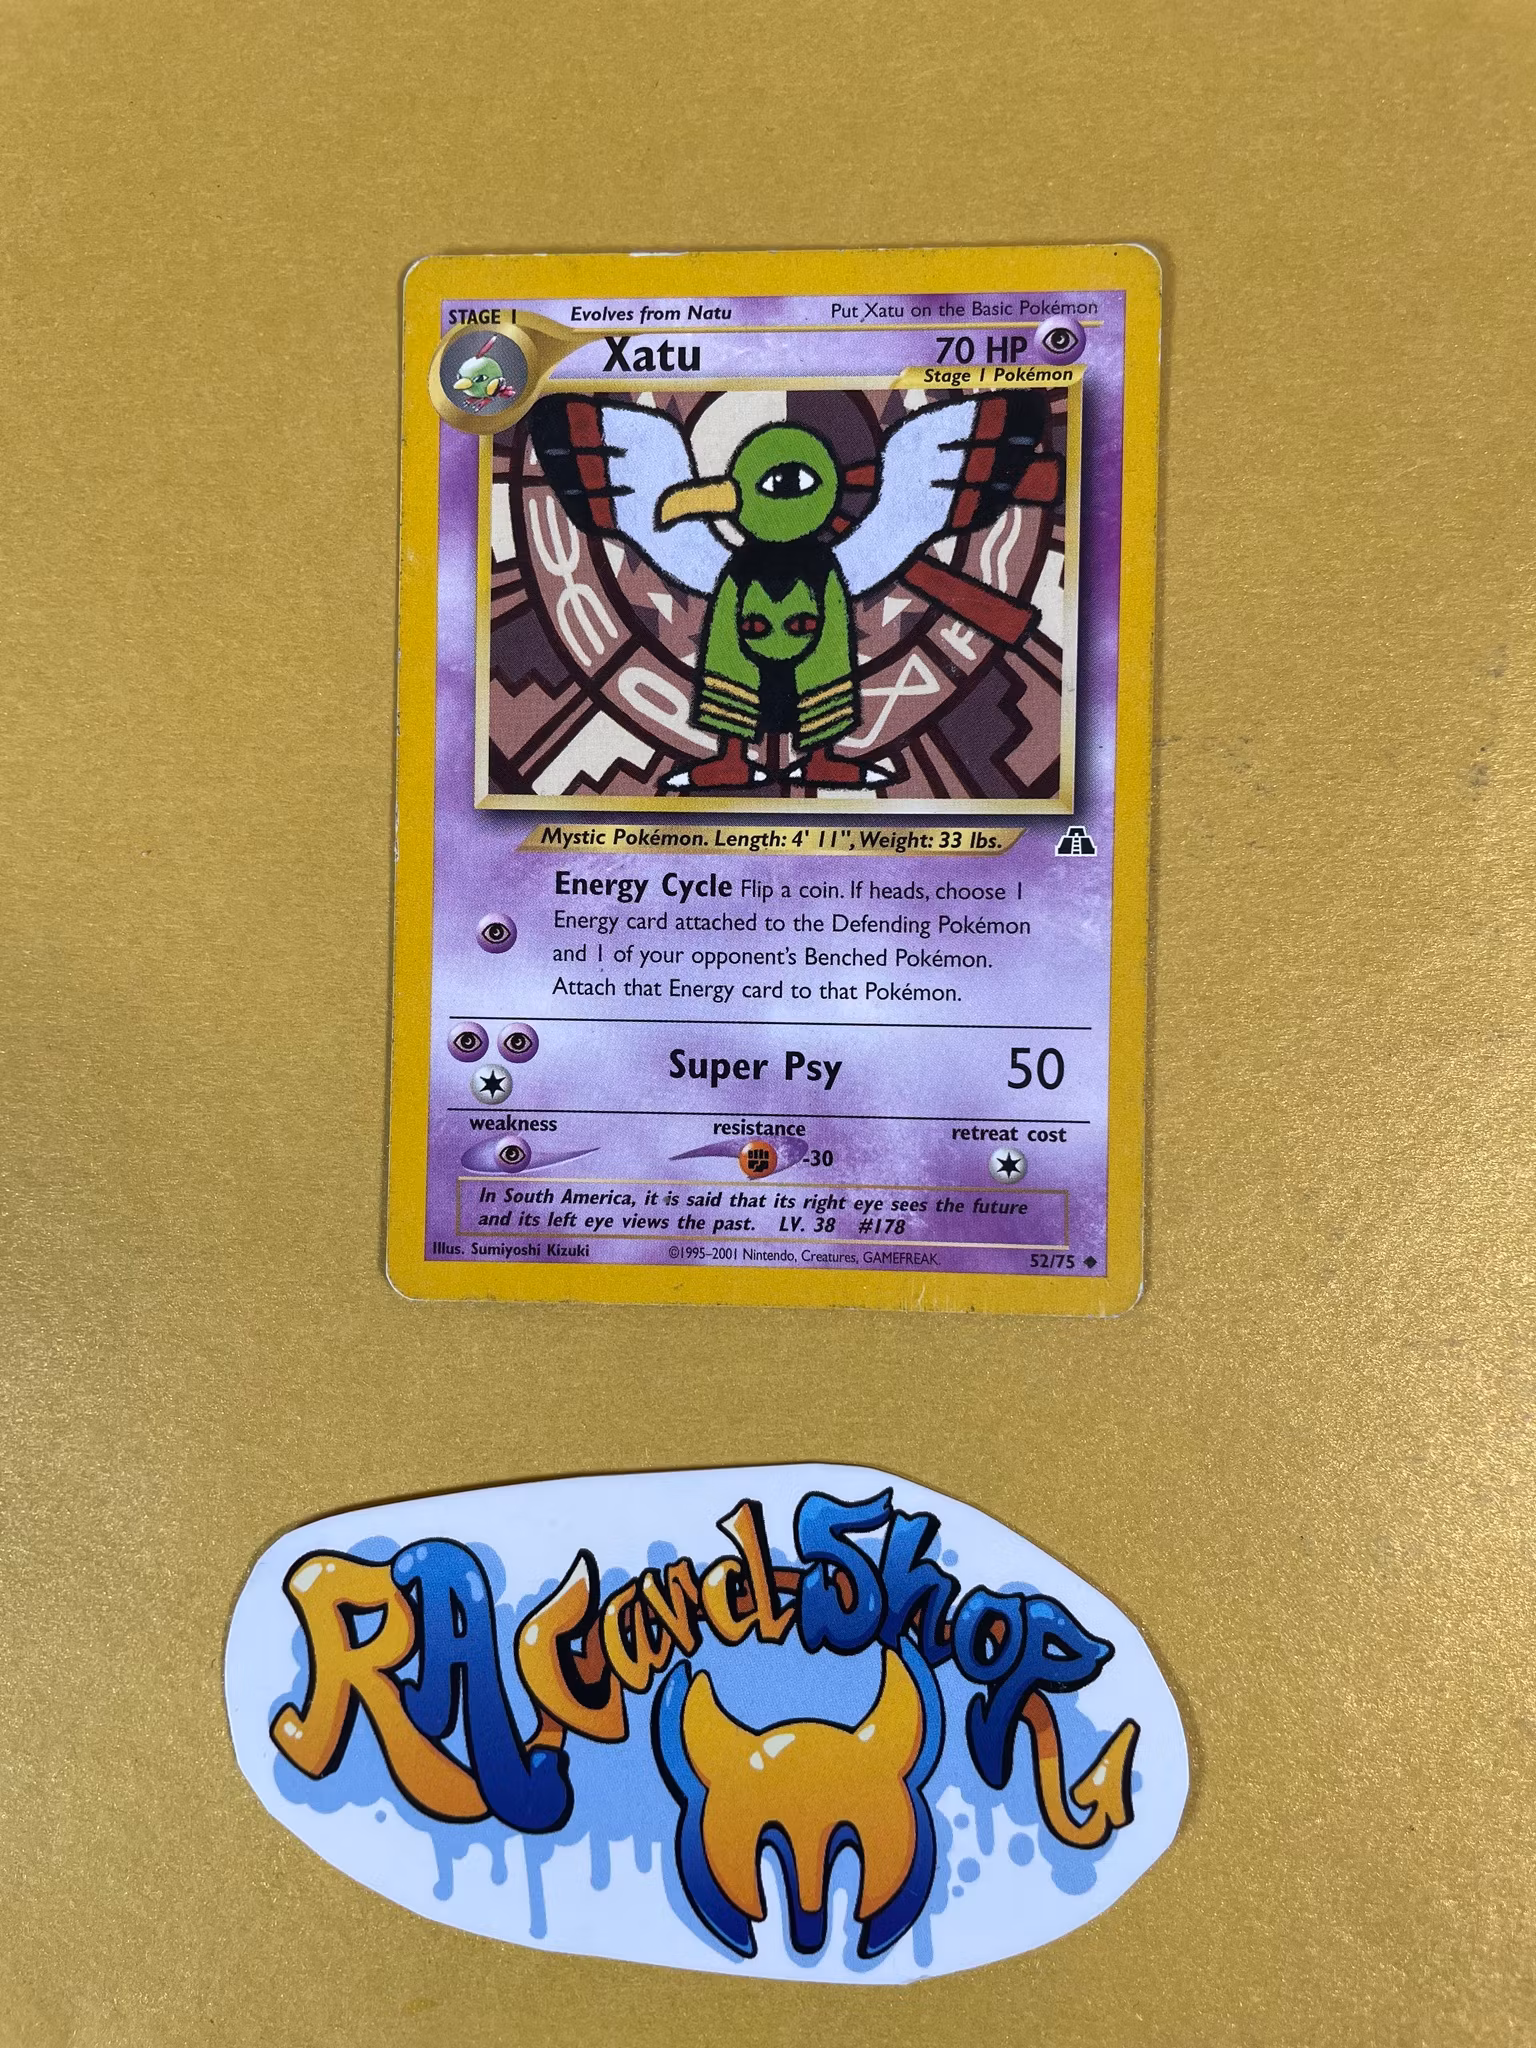 STAGE 1
Evolves from Natu
Put Xatu on the Basic Pokémon
Xatu
70 HP
Stage 1 Pokémon
Mystic Pokémon. Length: 4' 11", Weight: 33 lbs.
Energy Cycle Flip a coin. If heads, choose 1
Energy card attached to the Defending Pokémon
and 1 of your opponent's Benched Pokémon.
Attach that Energy card to that Pokémon.
Super Psy
50
weakness
resistance
retreat cost
-30
In South America, it is said that its right eye sees the future
and its left eye views the past. LV. 38 #178
Illus. Sumiyoshi Kizuki
©1995-2001 Nintendo, Creatures, GAMEFREAK.
52/75
RA CardShop